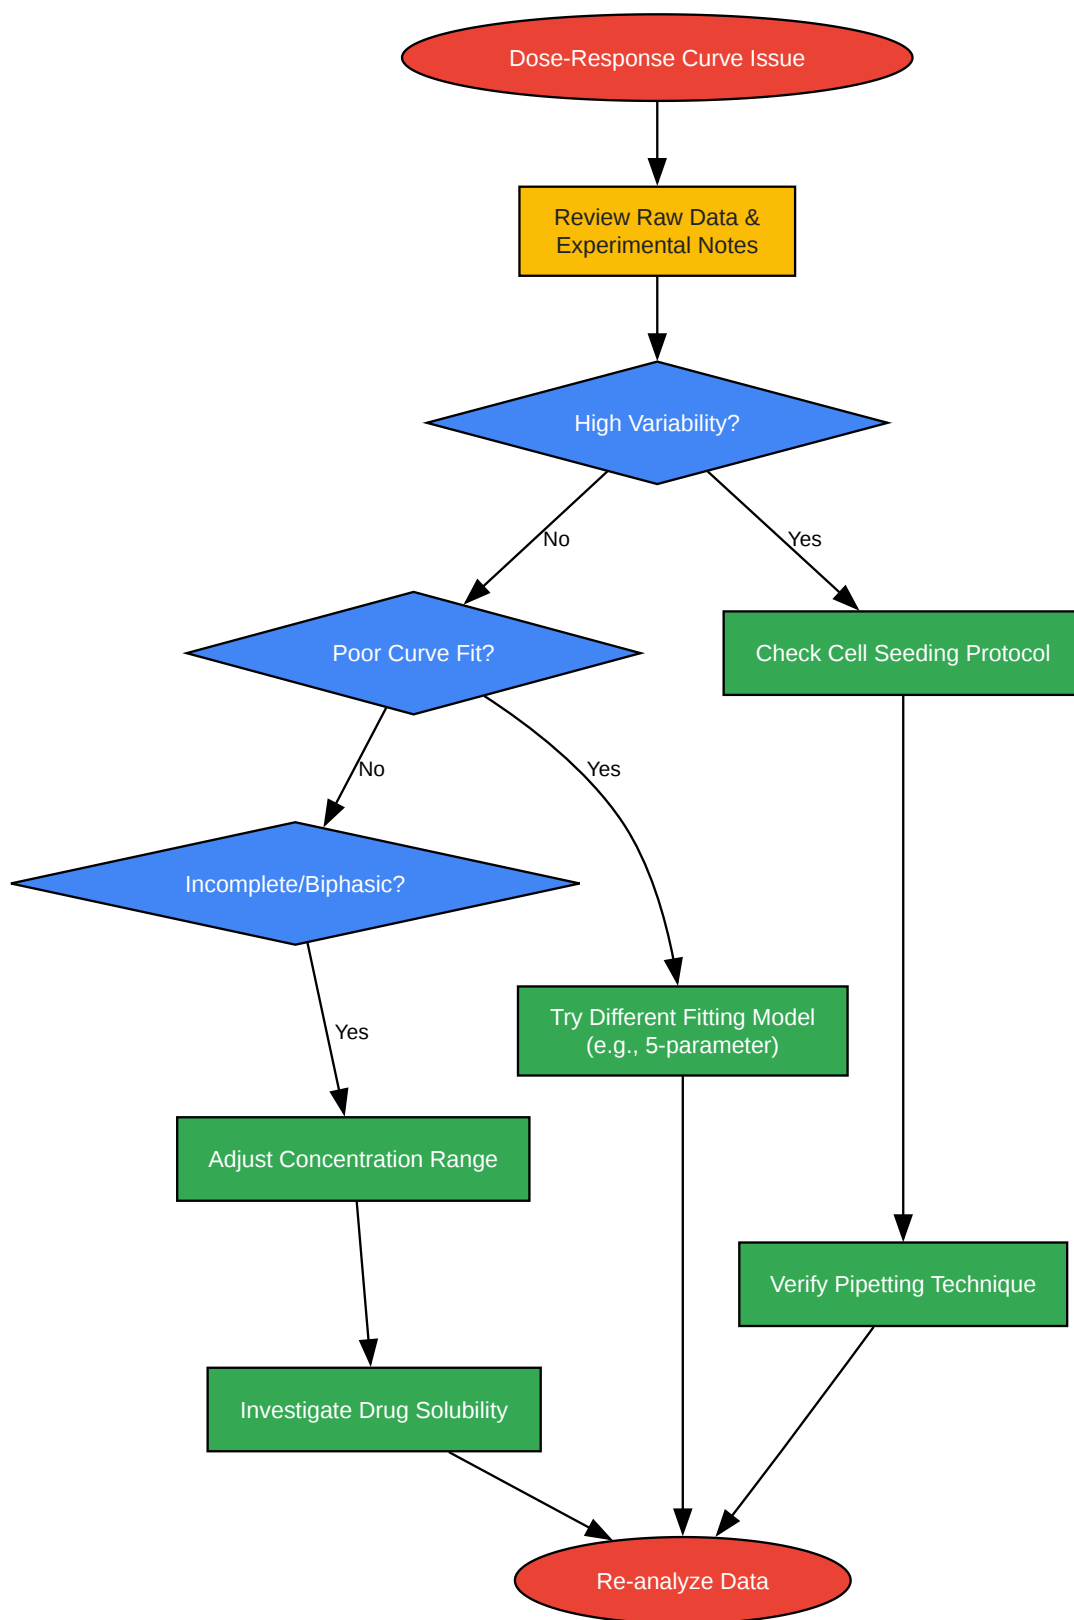 Dose-Response Curve Issue
Review Raw Data &
Experimental Notes
High Variability?
No
Yes
Poor Curve Fit?
Check Cell Seeding Protocol
No
Yes
Incomplete/Biphasic?
Try Different Fitting Model
(e.g., 5-parameter)
Yes
Adjust Concentration Range
Verify Pipetting Technique
Investigate Drug Solubility
Re-analyze Data